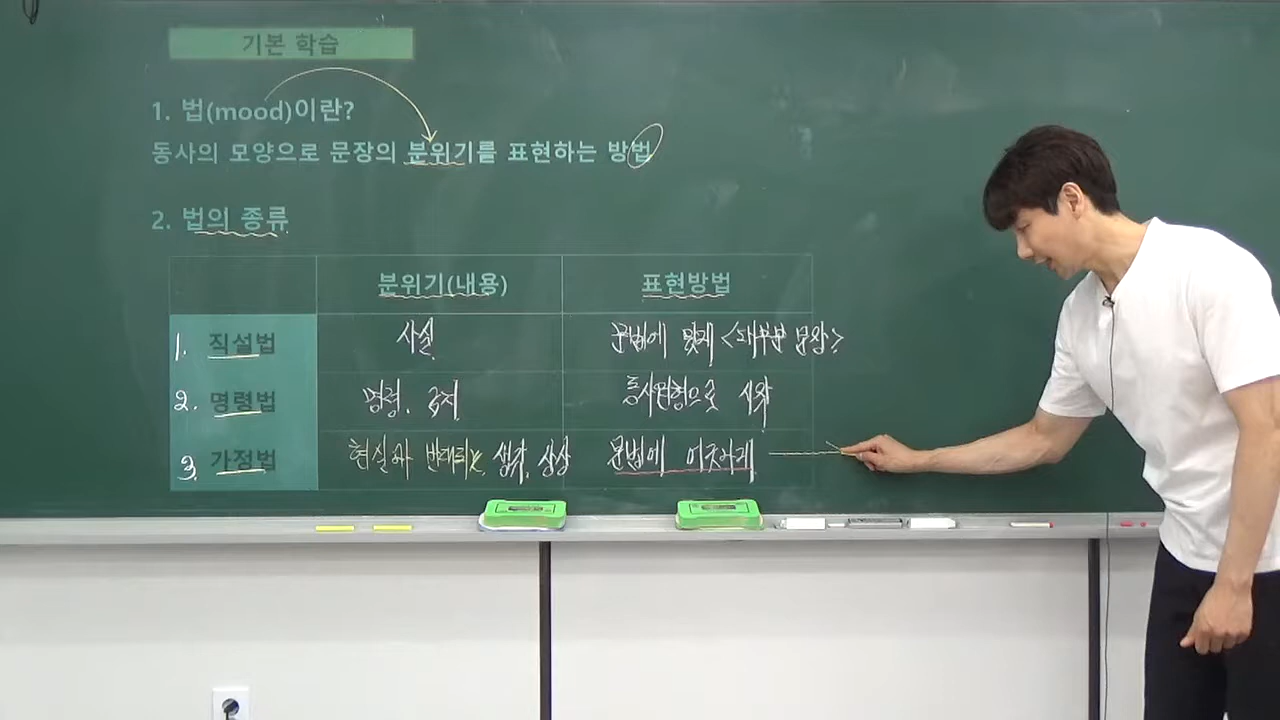 기본 학습
1. 법(mood)이란?
동사의 모양으로 문장의 분위기를 표현하는 방법
2. 법의 종류
분위기(내용) 표현방법
1. 직설법 사실 문법에 맞게 <대부분 문장>
2. 명령법 명령, 금지 동사원형으로 시작
3. 가정법 현실과 반대되는 생각, 상상 문법에 어긋나게